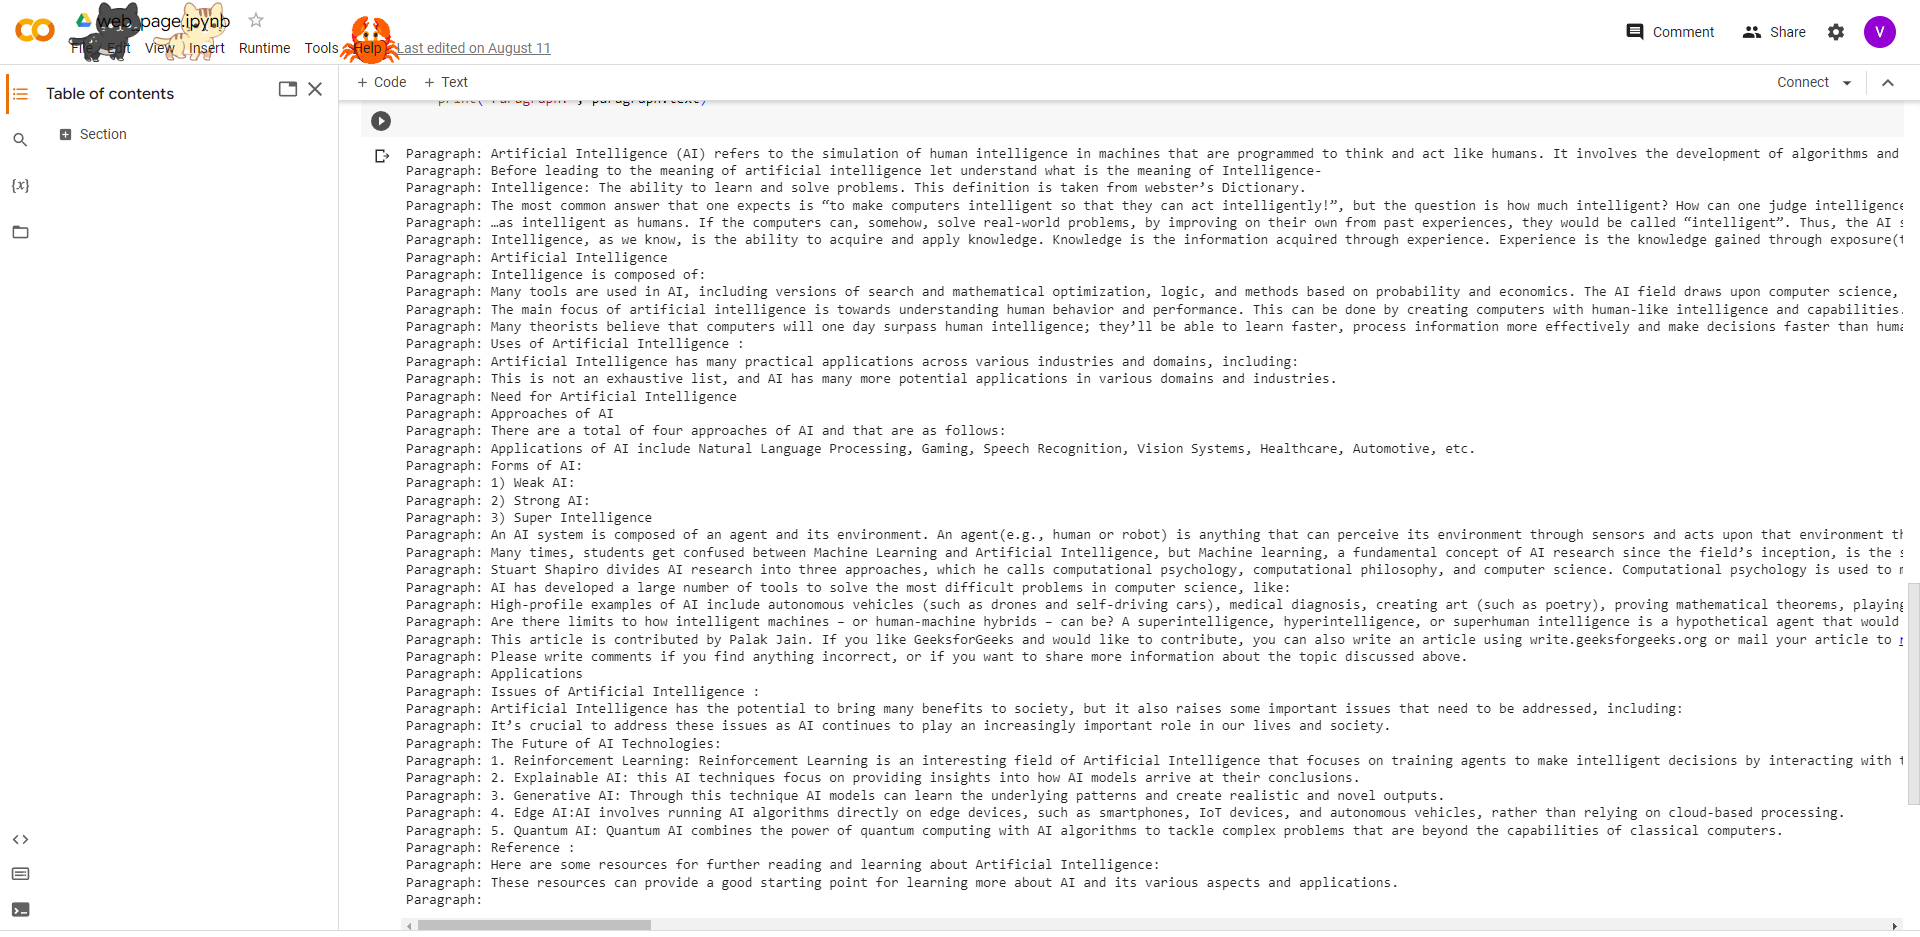 web_page.ipynb
File Edit View Insert Runtime Tools Help Last edited on August 11
Comment Share V
Table of contents
Section
+ Code + Text
Connect
print("Paragraph:", paragraph.text)
Paragraph: Artificial Intelligence (AI) refers to the simulation of human intelligence in machines that are programmed to think and act like humans. It involves the development of algorithms and
Paragraph: Before leading to the meaning of artificial intelligence let understand what is the meaning of Intelligence-
Paragraph: Intelligence: The ability to learn and solve problems. This definition is taken from webster’s Dictionary.
Paragraph: The most common answer that one expects is “to make computers intelligent so that they can act intelligently!”, but the question is how much intelligent? How can one judge intelligence
Paragraph: …as intelligent as humans. If the computers can, somehow, solve real-world problems, by improving on their own from past experiences, they would be called “intelligent”. Thus, the AI
Paragraph: Intelligence, as we know, is the ability to acquire and apply knowledge. Knowledge is the information acquired through experience. Experience is the knowledge gained through exposure(
Paragraph: Artificial Intelligence
Paragraph: Intelligence is composed of:
Paragraph: Many tools are used in AI, including versions of search and mathematical optimization, logic, and methods based on probability and economics. The AI field draws upon computer science,
Paragraph: The main focus of artificial intelligence is towards understanding human behavior and performance. This can be done by creating computers with human-like intelligence and capabilities.
Paragraph: Many theorists believe that computers will one day surpass human intelligence; they’ll be able to learn faster, process information more effectively and make decisions faster than huma
Paragraph: Uses of Artificial Intelligence :
Paragraph: Artificial Intelligence has many practical applications across various industries and domains, including:
Paragraph: This is not an exhaustive list, and AI has many more potential applications in various domains and industries.
Paragraph: Need for Artificial Intelligence
Paragraph: Approaches of AI
Paragraph: There are a total of four approaches of AI and that are as follows:
Paragraph: Applications of AI include Natural Language Processing, Gaming, Speech Recognition, Vision Systems, Healthcare, Automotive, etc.
Paragraph: Forms of AI:
Paragraph: 1) Weak AI:
Paragraph: 2) Strong AI:
Paragraph: 3) Super Intelligence
Paragraph: An AI system is composed of an agent and its environment. An agent(e.g., human or robot) is anything that can perceive its environment through sensors and acts upon that environment th
Paragraph: Many times, students get confused between Machine Learning and Artificial Intelligence, but Machine learning, a fundamental concept of AI research since the field’s inception, is the s
Paragraph: Stuart Shapiro divides AI research into three approaches, which he calls computational psychology, computational philosophy, and computer science. Computational psychology is used to m
Paragraph: AI has developed a large number of tools to solve the most difficult problems in computer science, like:
Paragraph: High-profile examples of AI include autonomous vehicles (such as drones and self-driving cars), medical diagnosis, creating art (such as poetry), proving mathematical theorems, playing
Paragraph: Are there limits to how intelligent machines – or human-machine hybrids – can be? A superintelligence, hyperintelligence, or superhuman intelligence is a hypothetical agent that would
Paragraph: This article is contributed by Palak Jain. If you like GeeksforGeeks and would like to contribute, you can also write an article using write.geeksforgeeks.org or mail your article to
Paragraph: Please write comments if you find anything incorrect, or if you want to share more information about the topic discussed above.
Paragraph: Applications
Paragraph: Issues of Artificial Intelligence :
Paragraph: Artificial Intelligence has the potential to bring many benefits to society, but it also raises some important issues that need to be addressed, including:
Paragraph: It’s crucial to address these issues as AI continues to play an increasingly important role in our lives and society.
Paragraph: The Future of AI Technologies:
Paragraph: 1. Reinforcement Learning: Reinforcement Learning is an interesting field of Artificial Intelligence that focuses on training agents to make intelligent decisions by interacting with t
Paragraph: 2. Explainable AI: this AI techniques focus on providing insights into how AI models arrive at their conclusions.
Paragraph: 3. Generative AI: Through this technique AI models can learn the underlying patterns and create realistic and novel outputs.
Paragraph: 4. Edge AI:AI involves running AI algorithms directly on edge devices, such as smartphones, IoT devices, and autonomous vehicles, rather than relying on cloud-based processing.
Paragraph: 5. Quantum AI: Quantum AI combines the power of quantum computing with AI algorithms to tackle complex problems that are beyond the capabilities of classical computers.
Paragraph: Reference :
Paragraph: Here are some resources for further reading and learning about Artificial Intelligence:
Paragraph: These resources can provide a good starting point for learning more about AI and its various aspects and applications.
Paragraph: